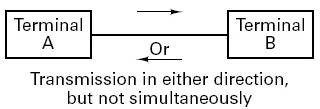 Terminal
A
Terminal
B
Or
Transmission in either direction,
but not simultaneously